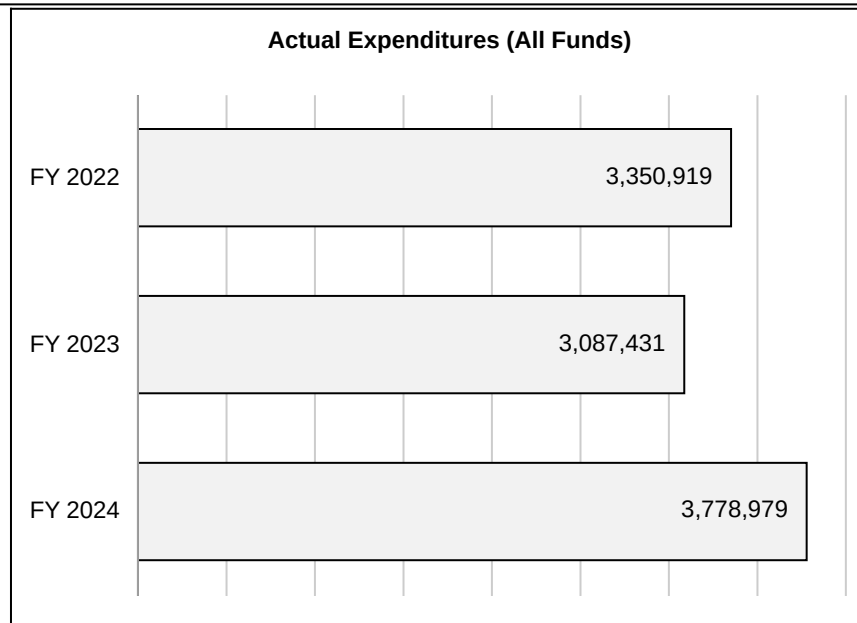 Actual Expenditures (All Funds)
FY 2022
3,350,919
FY 2023
3,087,431
FY 2024
3,778,979